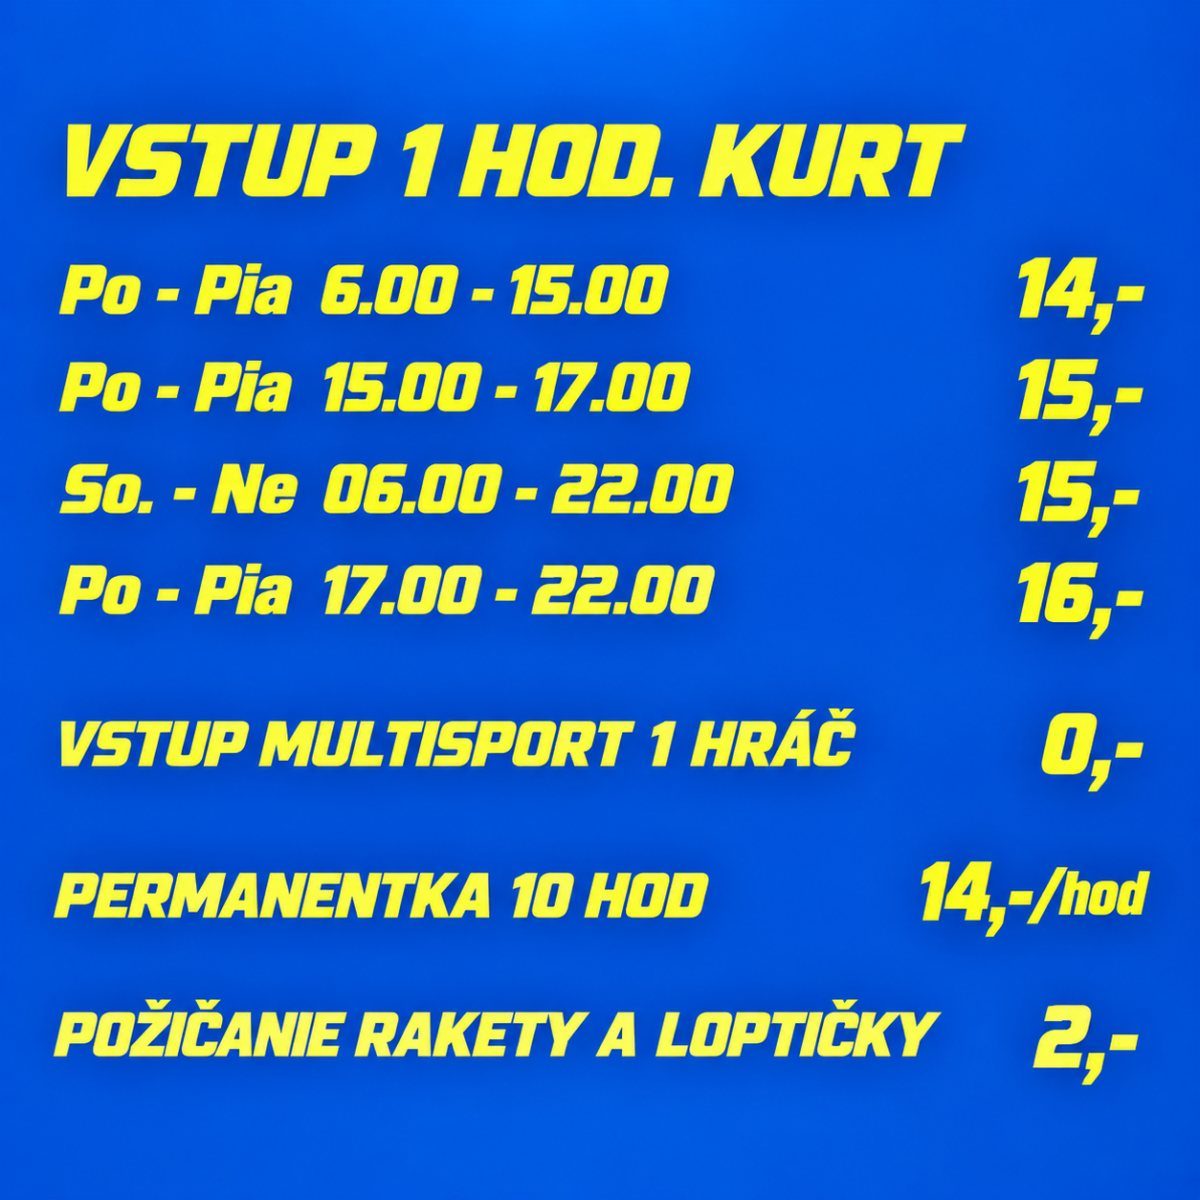 VSTUP 1 HOD. KURT
Po - Pia 6.00 - 15.00 14,-
Po - Pia 15.00 - 17.00 15,-
So. - Ne 06.00 - 22.00 15,-
Po - Pia 17.00 - 22.00 16,-
VSTUP MULTISPORT 1 HRÁČ 0,-
PERMANENTKA 10 HOD 14,-/hod
POŽIČANIE RAKETY A LOPTIČKY 2,-